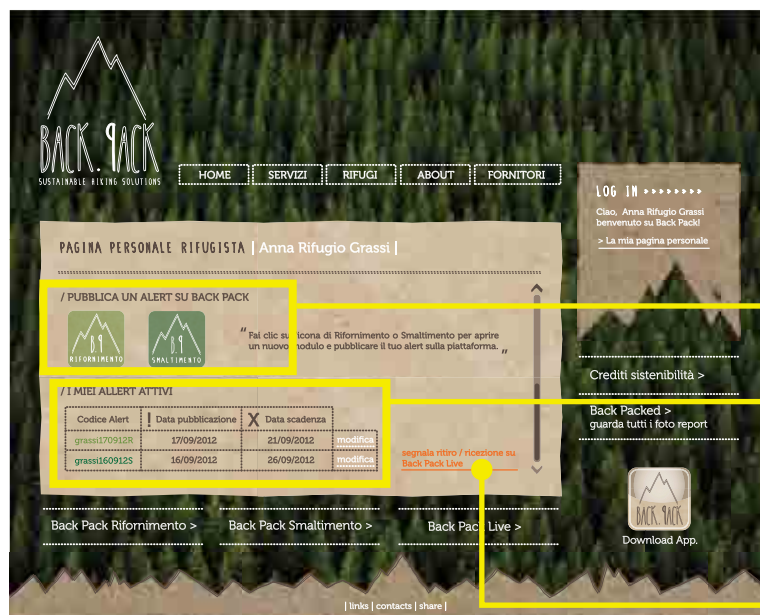 BACK.PACK
SUSTAINABLE HIKING SOLUTIONS
HOME
SERVIZI
RIFUGI
ABOUT
FORNITORI
LOG IN »»»»»»»»
Ciao, Anna Rifugio Grassi
benvenuto su Back Pack!
> La mia pagina personale
PAGINA PERSONALE RIFUGISTA | Anna Rifugio Grassi |
/ PUBBLICA UN ALERT SU BACK PACK
B.P
RIFORNIMENTO
B.P
SMALTIMENTO
" Fai clic su icona di Rifornimento o Smaltimento per aprire
un nuovo modulo e pubblicare il tuo alert sulla piattaforma. "
/ I MIEI ALLERT ATTIVI
Codice Alert ! Data pubblicazione X Data scadenza
grassi170912R 17/09/2012 21/09/2012 modifica
grassi160912S 16/09/2012 26/09/2012 modifica
segnala ritiro / ricezione su
Back Pack Live
Crediti sistenibilità >
Back Packed >
guarda tutti i foto report
BACK.PACK
Download App.
Back Pack Rifornimento >
Back Pack Smaltimento >
Back Pack Live >
| links | contacts | share |